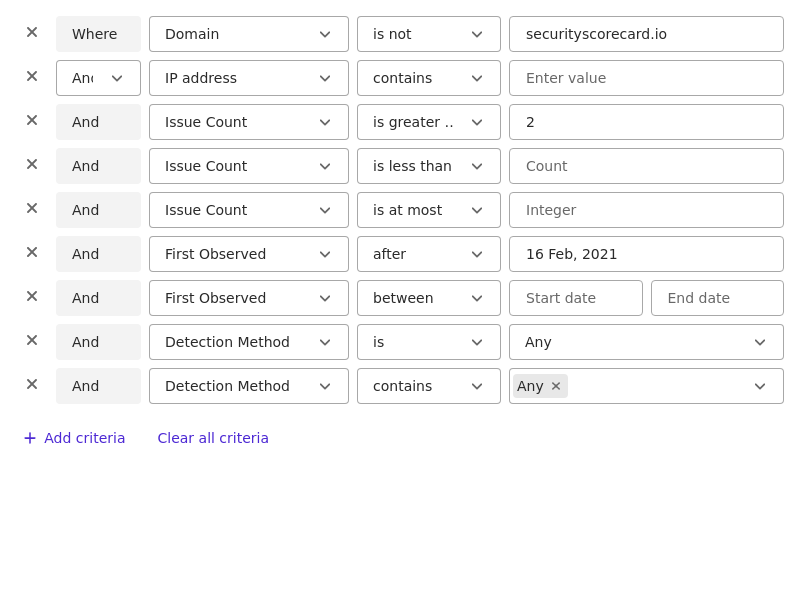 Where Domain is not securityscorecard.io
And IP address contains Enter value
And Issue Count is greater .. 2
And Issue Count is less than Count
And Issue Count is at most Integer
And First Observed after 16 Feb, 2021
And First Observed between Start date End date
And Detection Method is Any
And Detection Method contains Any
Add criteria Clear all criteria